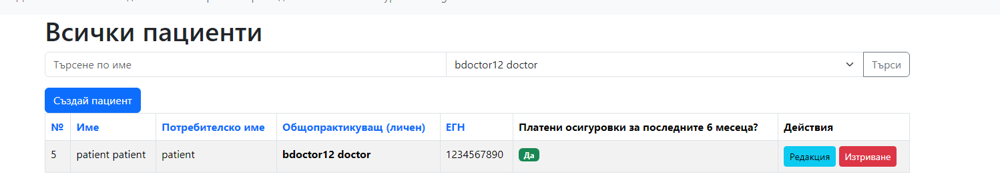 Всички пациенти
Търсене по име bdoctor12 doctor Търси
Създай пациент
№ Име Потребителско име Общопрактикуващ (личен) ЕГН Платени осигуровки за последните 6 месеца? Действия
5 patient patient patient bdoctor12 doctor 1234567890 Да Редакция Изтриване